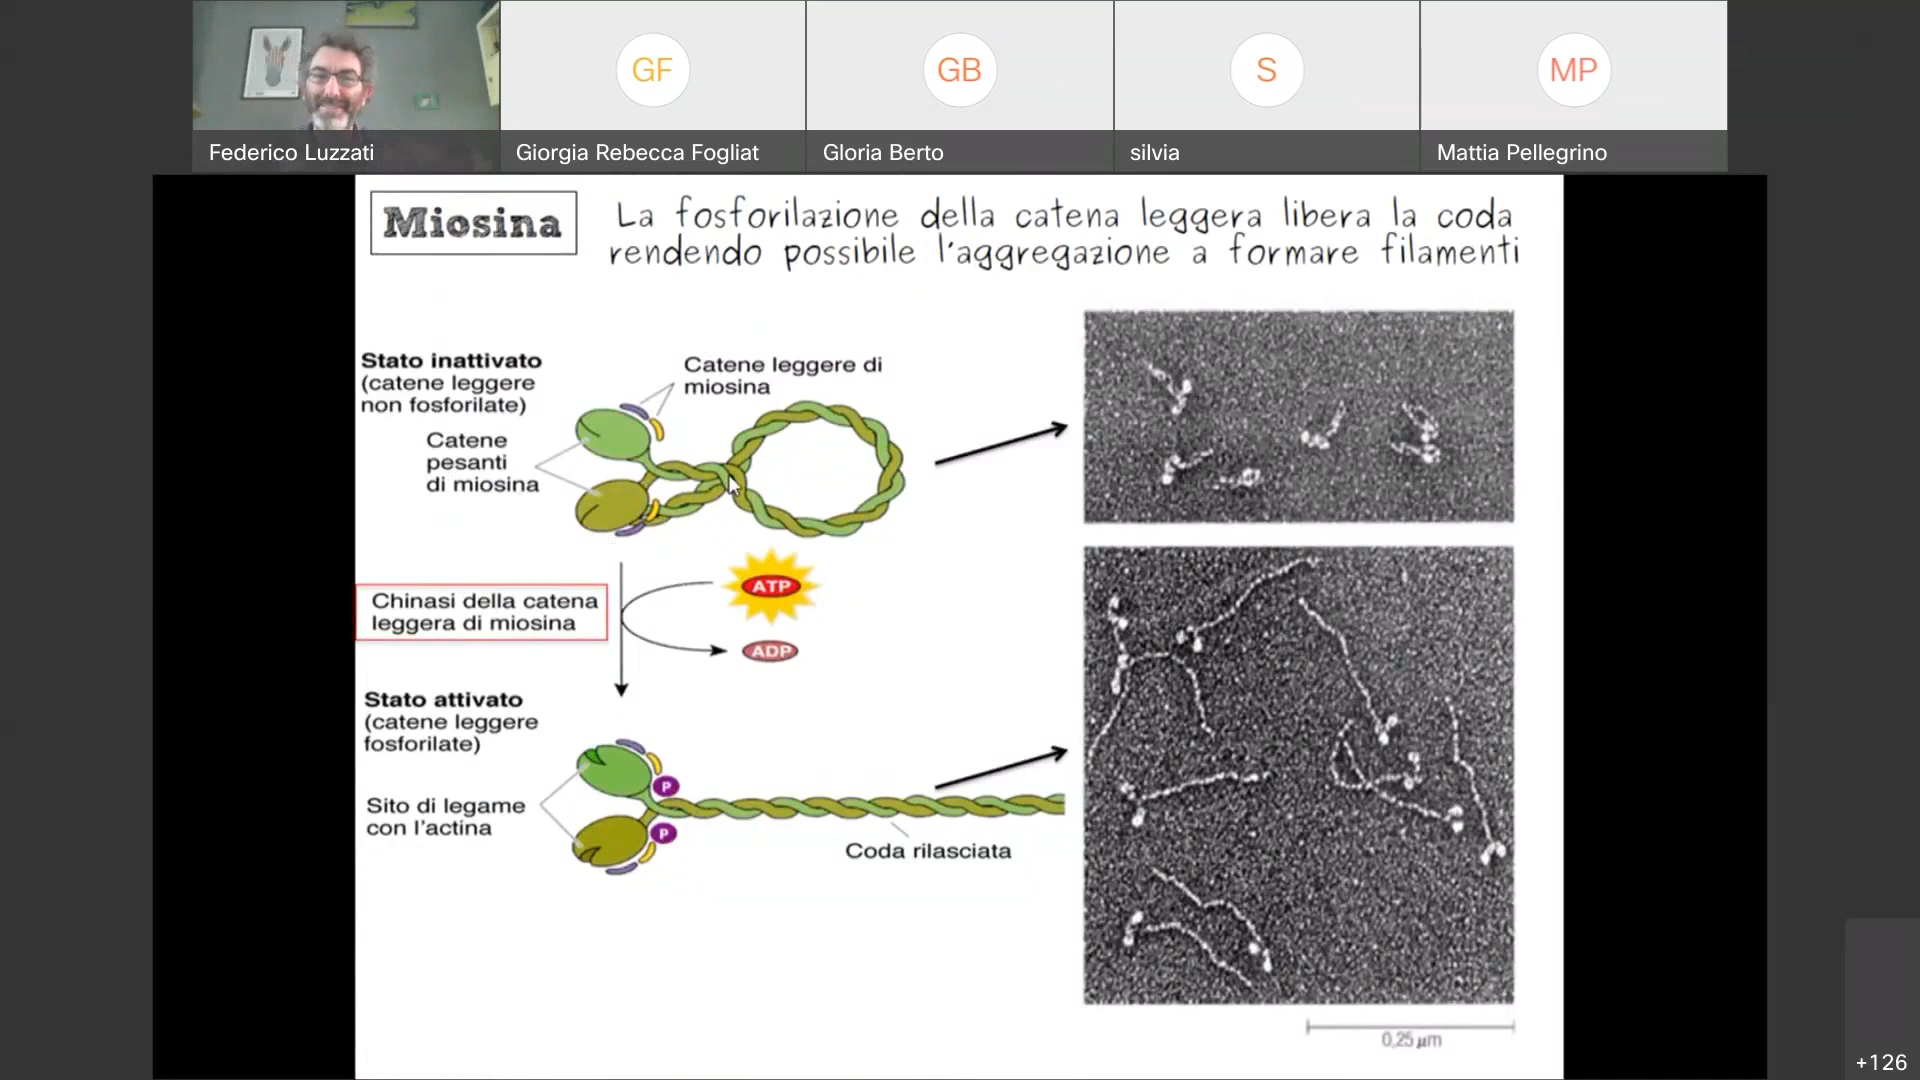 GF
GB
S
MP
Federico Luzzati
Giorgia Rebecca Fogliat
Gloria Berto
silvia
Mattia Pellegrino
Miosina
La fosforilazione della catena leggera libera la coda
rendendo possibile l'aggregazione a formare filamenti
Stato inattivato
(catene leggere
non fosforilate)
Catene leggere di
miosina
Catene
pesanti
di miosina
ATP
Chinasi della catena
leggera di miosina
ADP
Stato attivato
(catene leggere
fosforilate)
P
Sito di legame
con l'actina
P
Coda rilasciata
0,25 µm
+126